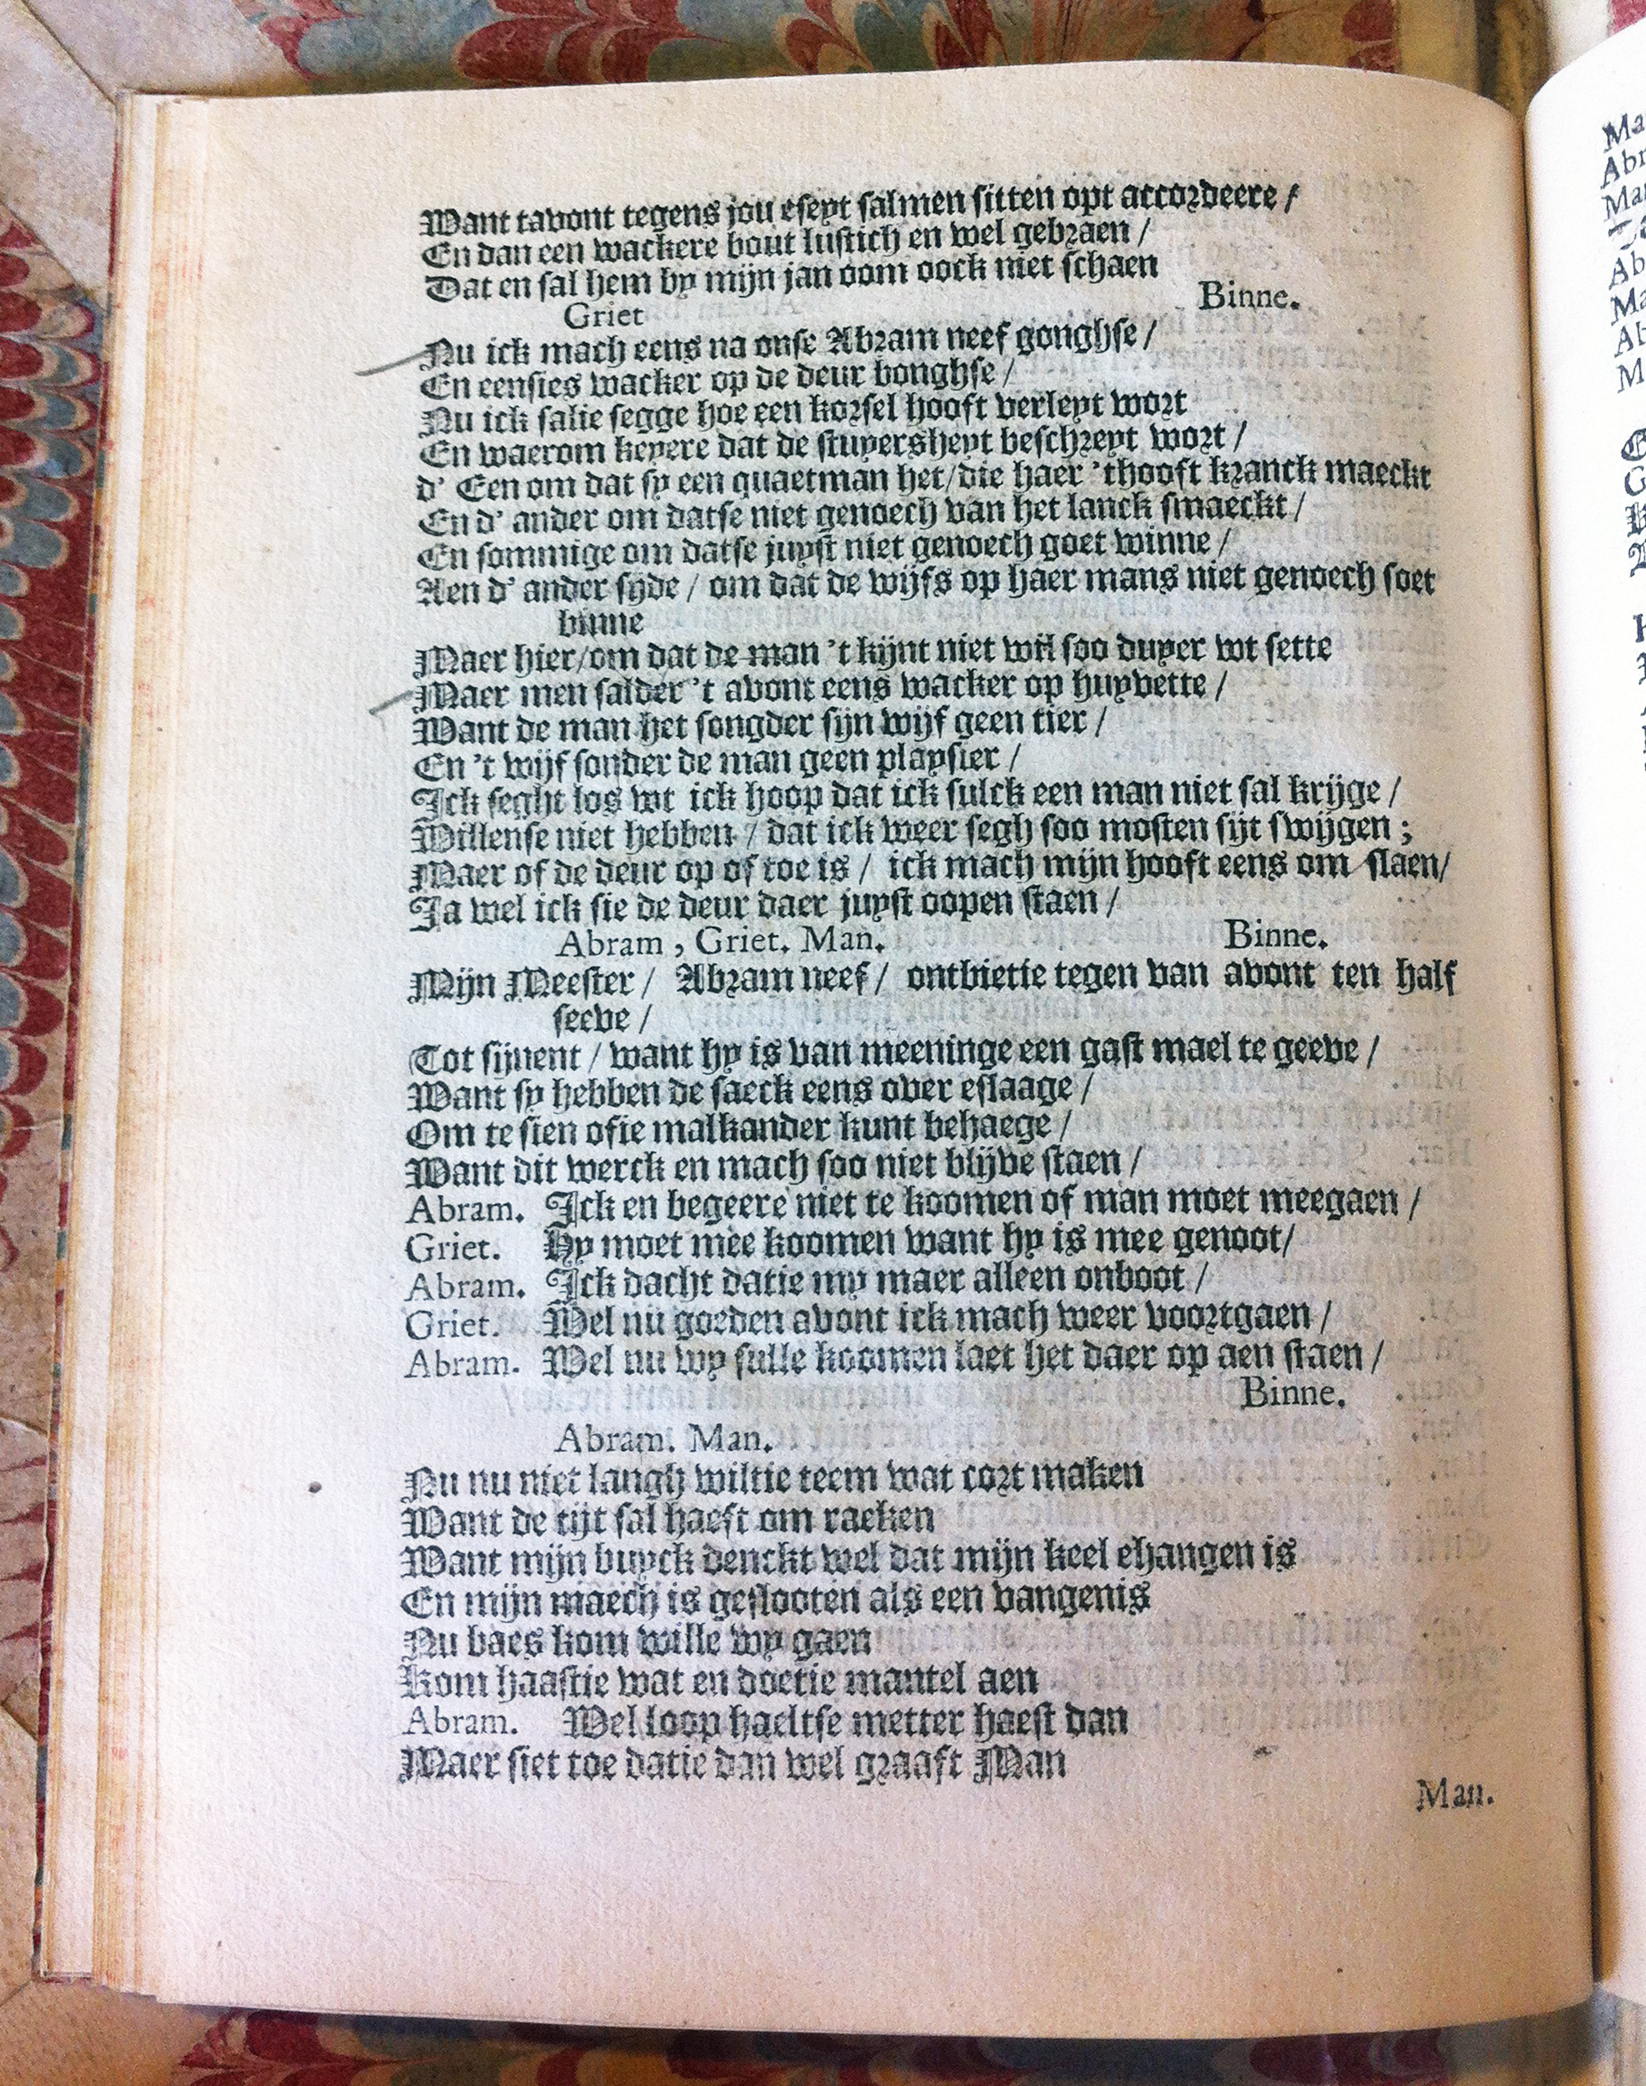 Want tavont tegens jou eseyt salmen sitten opt accordeere /
En dan een wackere bout lustich en wel gebraen /
Dat en sal hem by mijn jan oom oock niet schaen
Binne.
Griet
Nu ick mach eens na onse Abram neef gonghse /
En eensies wacker op de deur bonghse /
Nu ick salie segge hoe een korsel hooft verleyt wort
En waerom keyere dat de stuyersheyt beschreyt wort /
d' Een om dat sy een quaetman het / die haer 'thooft kranck maeckt
En d' ander om datse niet genoech van het lanck smaeckt /
En sommige om datse juyst niet genoech goet winne /
Aen d' ander sijde / om dat de wijfs op haer mans niet genoech soet
binne
Maer hier / om dat de man 't kijnt niet wil soo duyer wt sette
Maer men salder 't avont eens wacker op huyvette /
Want de man het songder sijn wijf geen tier /
En 't wijf sonder de man geen playsier /
Ick seght los wt ick hoop dat ick sulck een man niet sal krijge /
Willense niet hebben / dat ick weer segh soo mosten sijt swijgen ;
Maer of de deur op of toe is / ick mach mijn hooft eens om slaen /
Ja wel ick sie de deur daer juyst oopen staen /
Abram , Griet. Man. Binne.
Mijn Meester / Abram neef / ontbietie tegen van avont ten half
seeve /
Tot sijnent / want hy is van meeninge een gast mael te geeve /
Want sy hebben de saeck eens over eslaage /
Om te sien ofie malkander kunt behaege /
Want dit werck en mach soo niet blijve staen /
Abram. Ick en begeere niet te koomen of man moet meegaen /
Griet. Hy moet mee koomen want hy is mee genoot /
Abram. Ick dacht datie my maer alleen onboot /
Griet. Wel nu goeden avont ick mach weer voortgaen /
Abram. Wel nu wy sulle koomen laet het daer op aen staen /
Binne.
Abram. Man.
Nu nu niet langh wiltie teem wat cort maken
Want de tijt sal haest om raeken
Want mijn buyck denckt wel dat mijn keel ehangen is
En mijn maech is geslooten als een vangenis
Nu baes kom wille wy gaen
Kom haastie wat en doetie mantel aen
Abram. Wel loop haeltse metter haest dan
Maer siet toe datie dan wel graaft Man
Man.